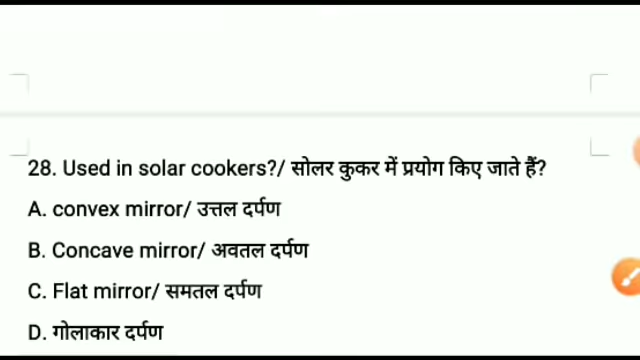 28. Used in solar cookers?/ सोलर कुकर में प्रयोग किए जाते हैं?
A. convex mirror/ उत्तल दर्पण
B. Concave mirror/ अवतल दर्पण
C. Flat mirror/ समतल दर्पण
D. गोलाकार दर्पण